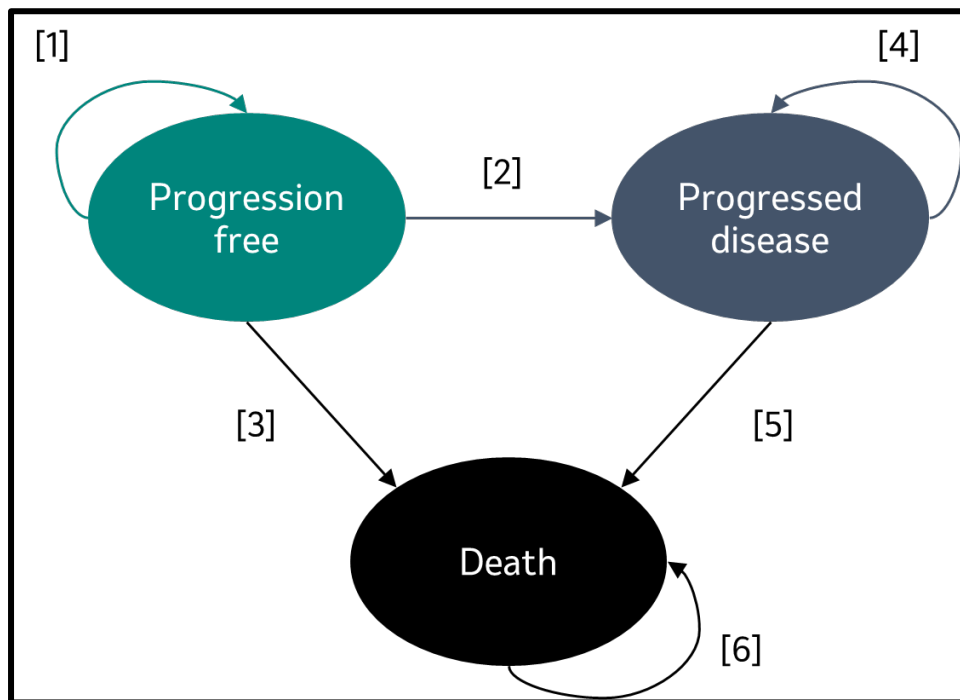 [1]
[4]
Progression
free
[2]
Progressed
disease
[3]
[5]
Death
[6]